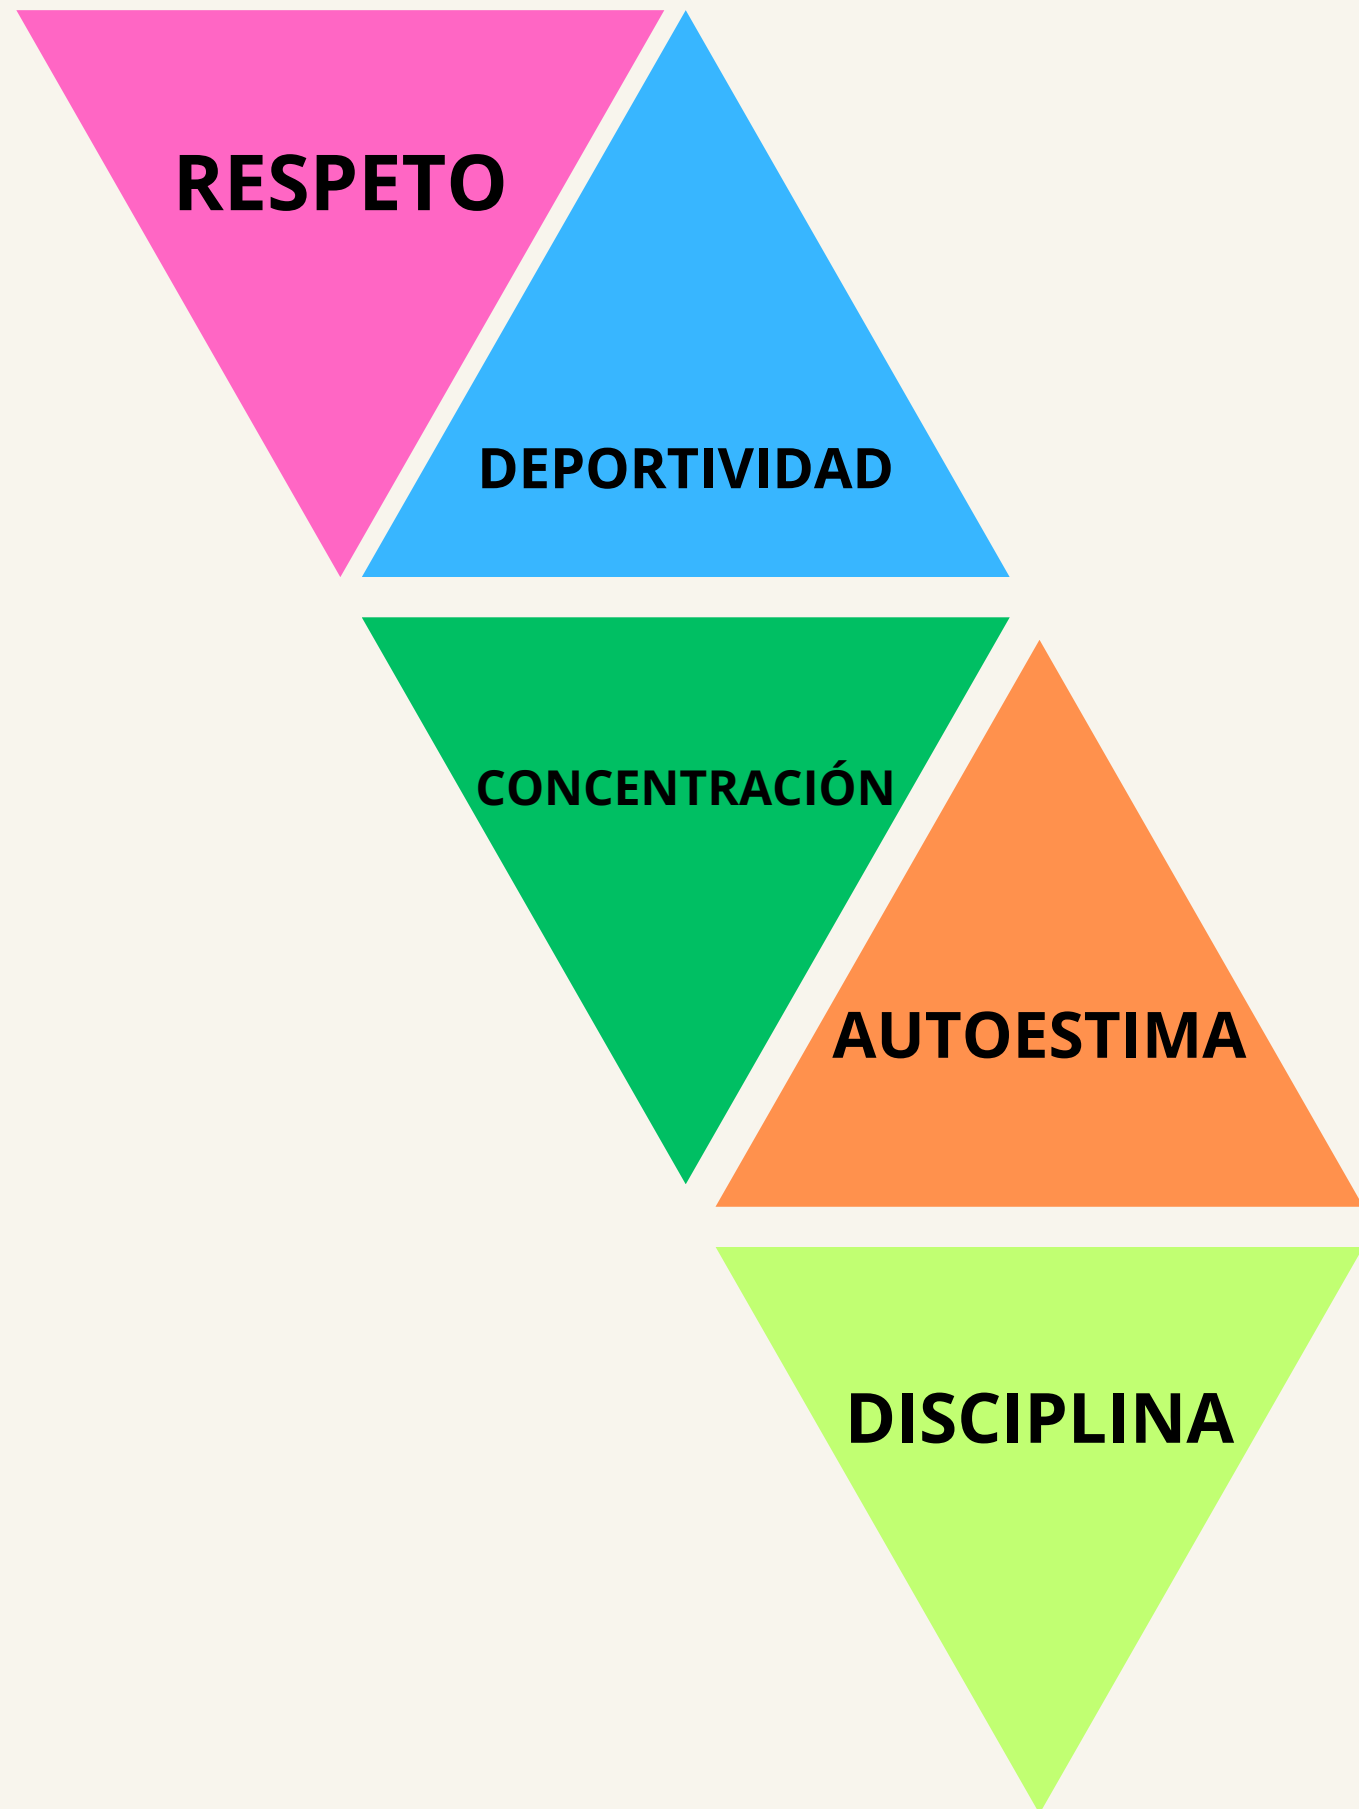 RESPETO
DEPORTIVIDAD
CONCENTRACIÓN
AUTOESTIMA
DISCIPLINA